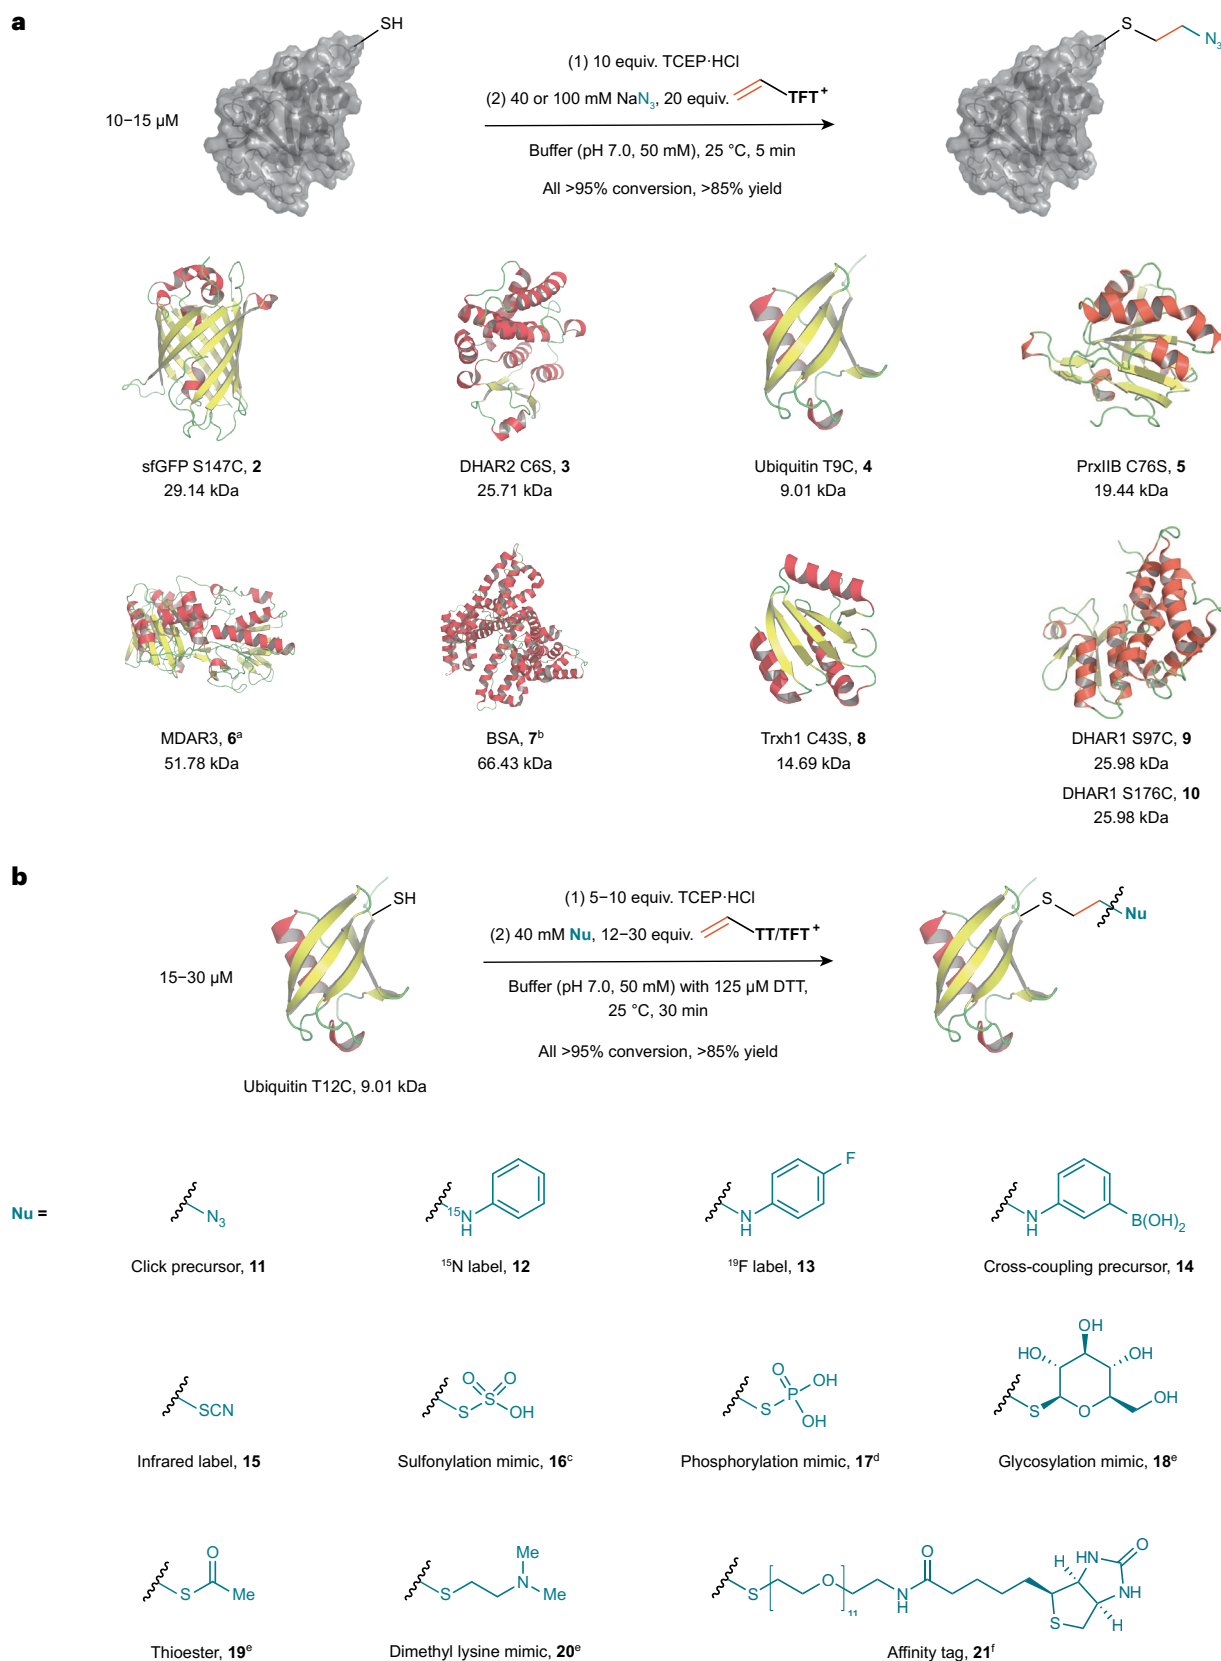 a
SH
S
N₃
10–15 µM
(1) 10 equiv. TCEP·HCl
(2) 40 or 100 mM NaN₃, 20 equiv. TFT⁺
Buffer (pH 7.0, 50 mM), 25 °C, 5 min
All >95% conversion, >85% yield
sfGFP S147C, 2
29.14 kDa
DHAR2 C6S, 3
25.71 kDa
Ubiquitin T9C, 4
9.01 kDa
PrxIIB C76S, 5
19.44 kDa
MDAR3, 6ᵃ
51.78 kDa
BSA, 7ᵇ
66.43 kDa
Trxh1 C43S, 8
14.69 kDa
DHAR1 S97C, 9
25.98 kDa
DHAR1 S176C, 10
25.98 kDa
b
SH
S
Nu
15–30 µM
(1) 5–10 equiv. TCEP·HCl
(2) 40 mM Nu, 12–30 equiv. TT/TFT⁺
Buffer (pH 7.0, 50 mM) with 125 µM DTT,
25 °C, 30 min
All >95% conversion, >85% yield
Ubiquitin T12C, 9.01 kDa
Nu =
N₃
Click precursor, 11
¹⁵N
H
¹⁵N label, 12
F
N
H
¹⁹F label, 13
N
H
B(OH)₂
Cross-coupling precursor, 14
SCN
Infrared label, 15
O O
S
S OH
Sulfonylation mimic, 16ᶜ
O
P OH
S
OH
Phosphorylation mimic, 17ᵈ
OH
HO OH
S O OH
Glycosylation mimic, 18ᵉ
O
S Me
Thioester, 19ᵉ
Me
N
S Me
Dimethyl lysine mimic, 20ᵉ
S O 11 N H O S H H HN NH O
Affinity tag, 21ᶠ